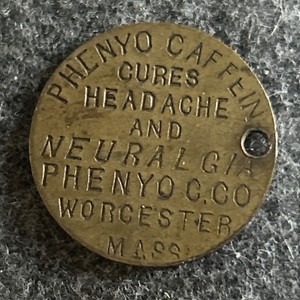 PHENYO CAFFEIN
CURES
HEADACHE
AND
NEURALGIA
PHENYO C. CO
WORCESTER
MASS.